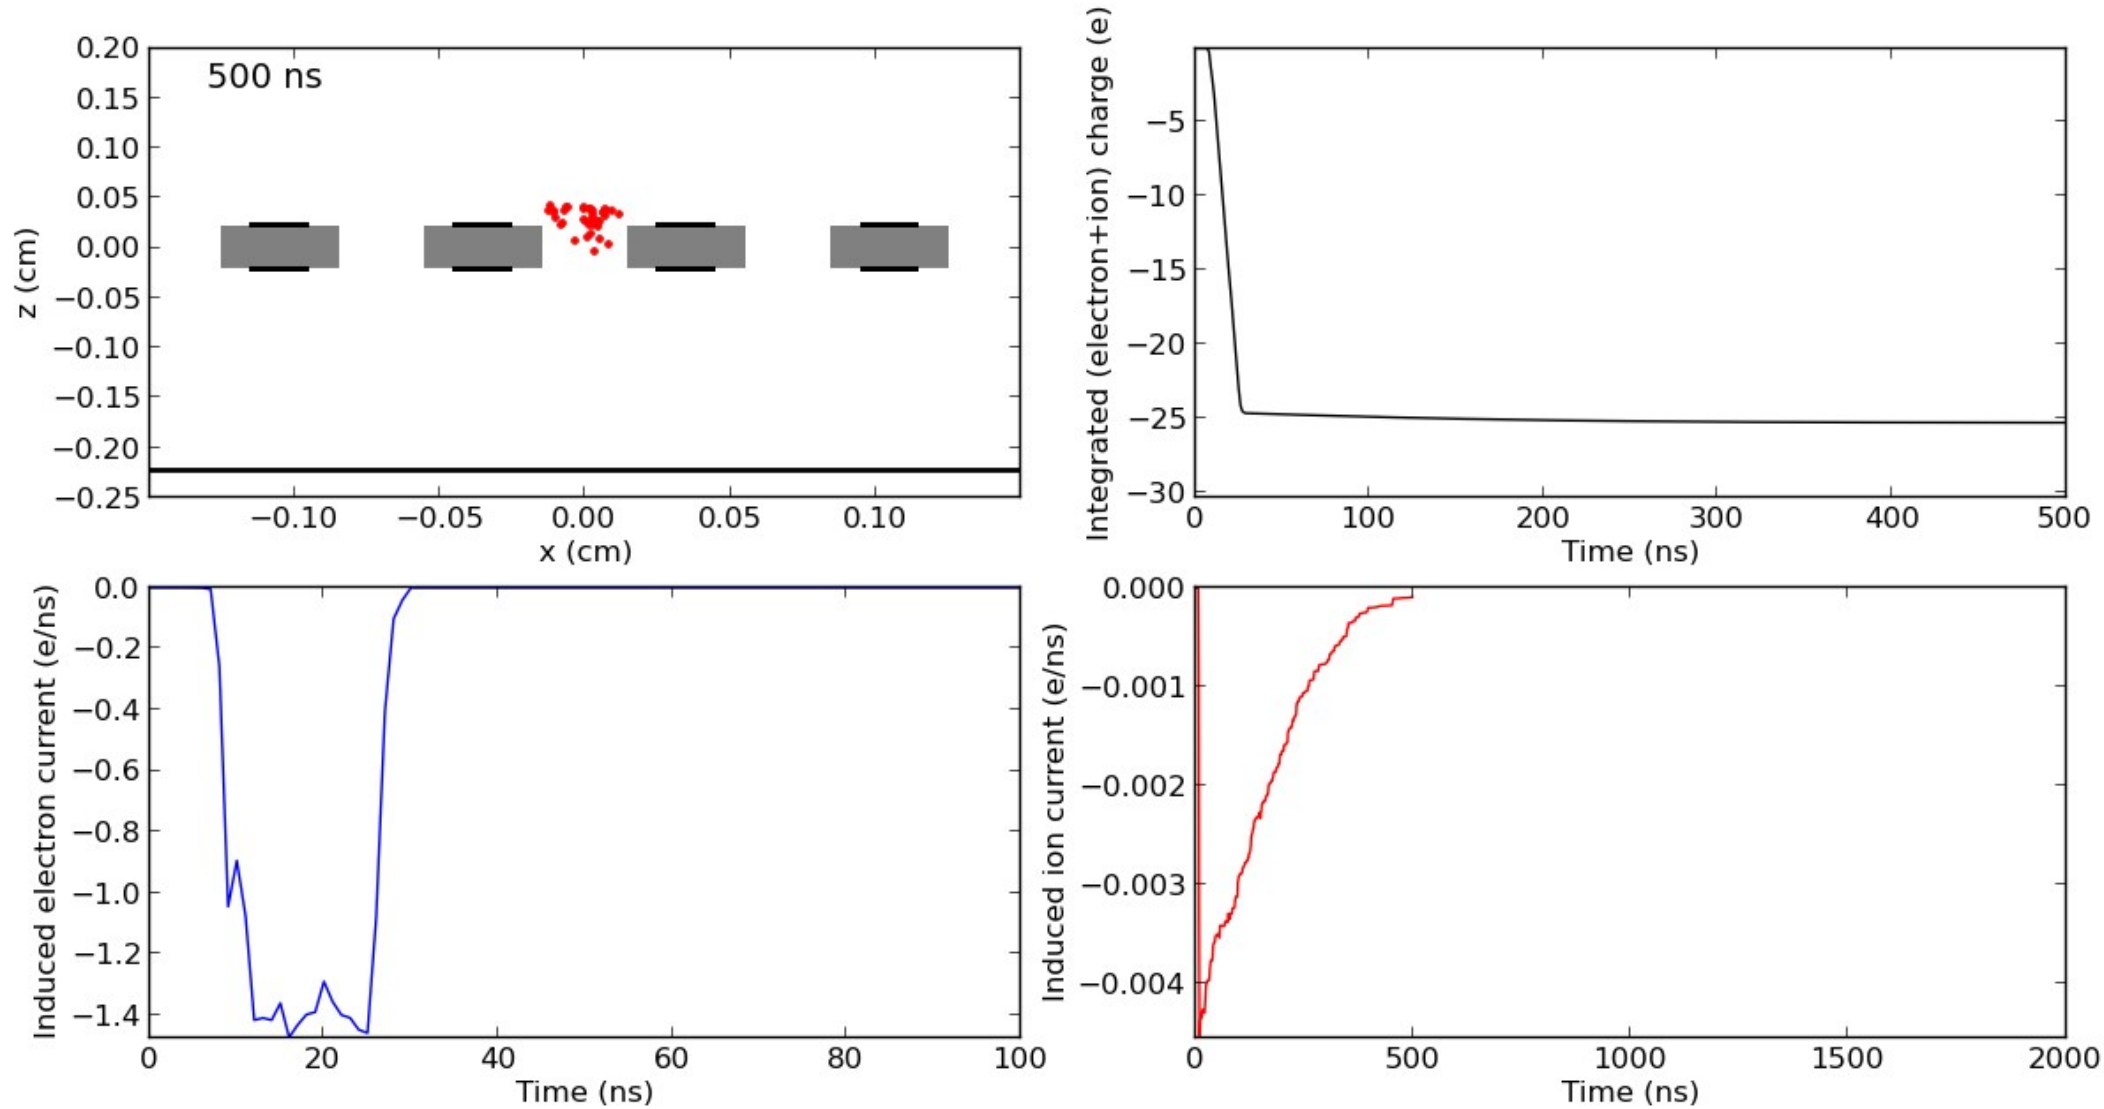 0.20
500 ns
0.15
0.10
0.05
0.00
−0.05
−0.10
−0.15
−0.20
−0.25
z (cm)
−0.10 −0.05 0.00 0.05 0.10
x (cm)
Integrated (electron+ion) charge (e)
−5
−10
−15
−20
−25
−30
0 100 200 300 400 500
Time (ns)
Induced electron current (e/ns)
0.0
−0.2
−0.4
−0.6
−0.8
−1.0
−1.2
−1.4
0 20 40 60 80 100
Time (ns)
Induced ion current (e/ns)
0.000
−0.001
−0.002
−0.003
−0.004
0 500 1000 1500 2000
Time (ns)